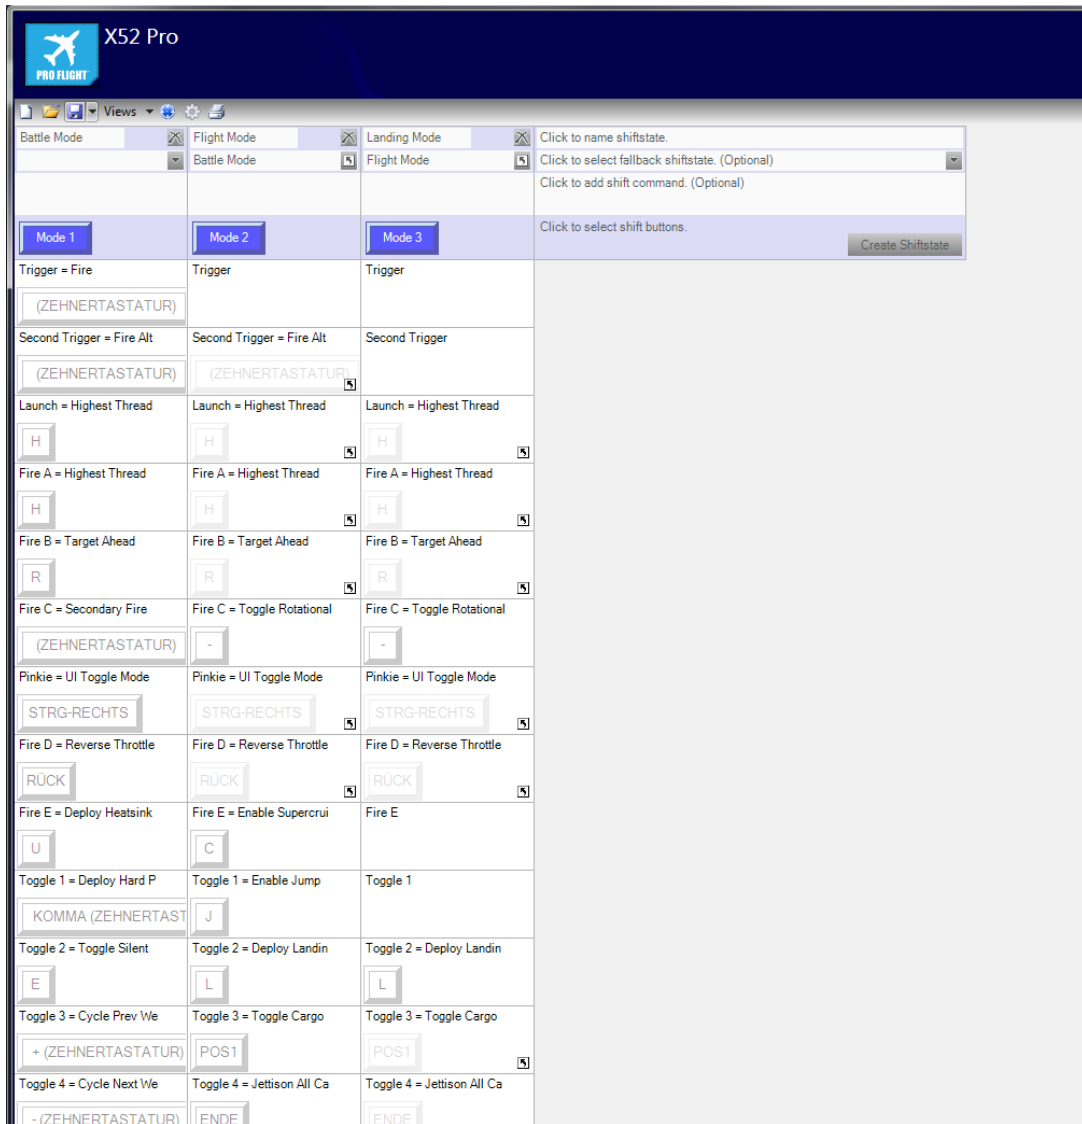 X52 Pro
PRO FLIGHT
Views
Battle Mode Flight Mode Landing Mode Click to name shiftstate.
Battle Mode Flight Mode Click to select fallback shiftstate. (Optional)
Click to add shift command. (Optional)
Mode 1 Mode 2 Mode 3 Click to select shift buttons.
Create Shiftstate
Trigger = Fire Trigger Trigger
(ZEHNERTASTATUR)
Second Trigger = Fire Alt Second Trigger = Fire Alt Second Trigger
(ZEHNERTASTATUR) (ZEHNERTASTATUR)
Launch = Highest Thread Launch = Highest Thread Launch = Highest Thread
H H H
Fire A = Highest Thread Fire A = Highest Thread Fire A = Highest Thread
H H H
Fire B = Target Ahead Fire B = Target Ahead Fire B = Target Ahead
R R R
Fire C = Secondary Fire Fire C = Toggle Rotational Fire C = Toggle Rotational
(ZEHNERTASTATUR) - -
Pinkie = UI Toggle Mode Pinkie = UI Toggle Mode Pinkie = UI Toggle Mode
STRG-RECHTS STRG-RECHTS STRG-RECHTS
Fire D = Reverse Throttle Fire D = Reverse Throttle Fire D = Reverse Throttle
RÜCK RÜCK RÜCK
Fire E = Deploy Heatsink Fire E = Enable Supercrui Fire E
U C
Toggle 1 = Deploy Hard P Toggle 1 = Enable Jump Toggle 1
KOMMA (ZEHNERTAST J
Toggle 2 = Toggle Silent Toggle 2 = Deploy Landin Toggle 2 = Deploy Landin
E L L
Toggle 3 = Cycle Prev We Toggle 3 = Toggle Cargo Toggle 3 = Toggle Cargo
+ (ZEHNERTASTATUR) POS1 POS1
Toggle 4 = Cycle Next We Toggle 4 = Jettison All Ca Toggle 4 = Jettison All Ca
- (ZEHNERTASTATUR) ENDE ENDE